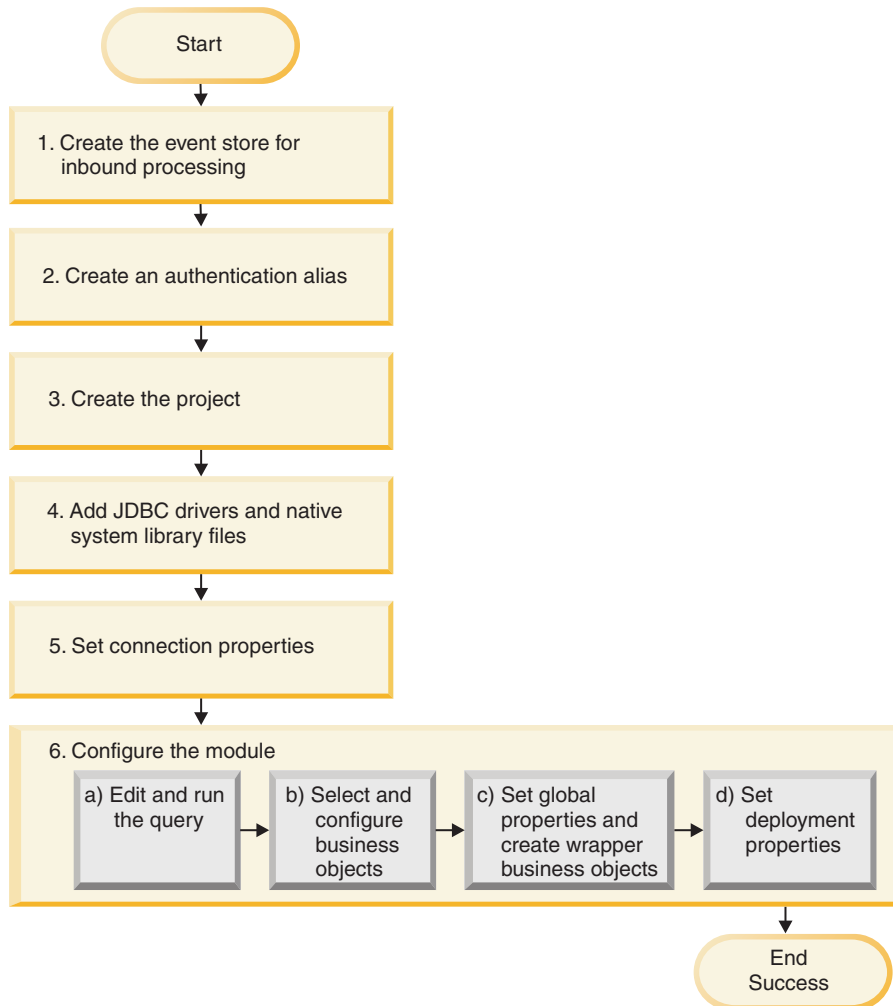 Start
1. Create the event store for
inbound processing
2. Create an authentication alias
3. Create the project
4. Add JDBC drivers and native
system library files
5. Set connection properties
6. Configure the module
a) Edit and run
the query
b) Select and
configure
business
objects
c) Set global
properties and
create wrapper
business objects
d) Set
deployment
properties
End
Success